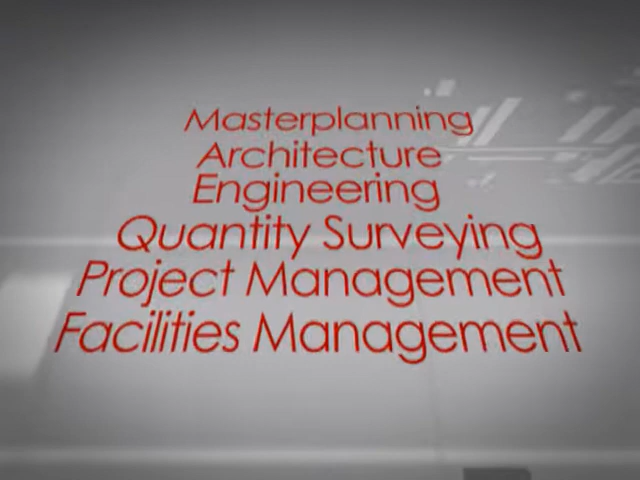 Masterplanning
Architecture
Engineering
Quantity Surveying
Project Management
Facilities Management